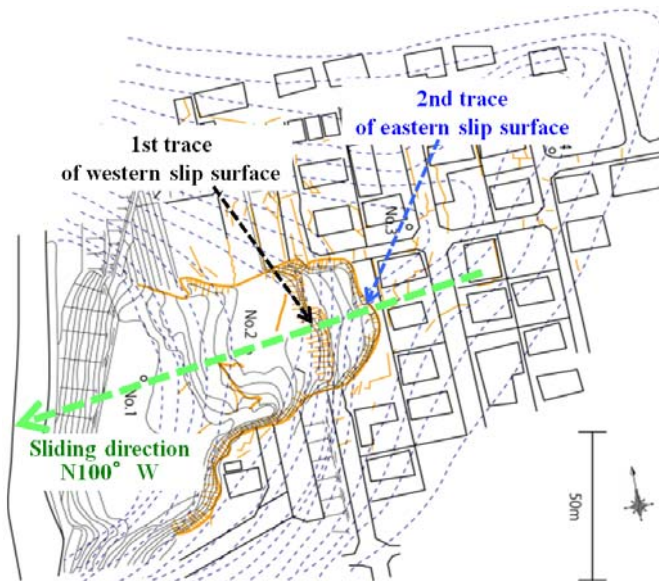 2nd trace
of eastern slip surface
1st trace
of western slip surface
No.3
No.2
No.1
Sliding direction
N100° W
50m